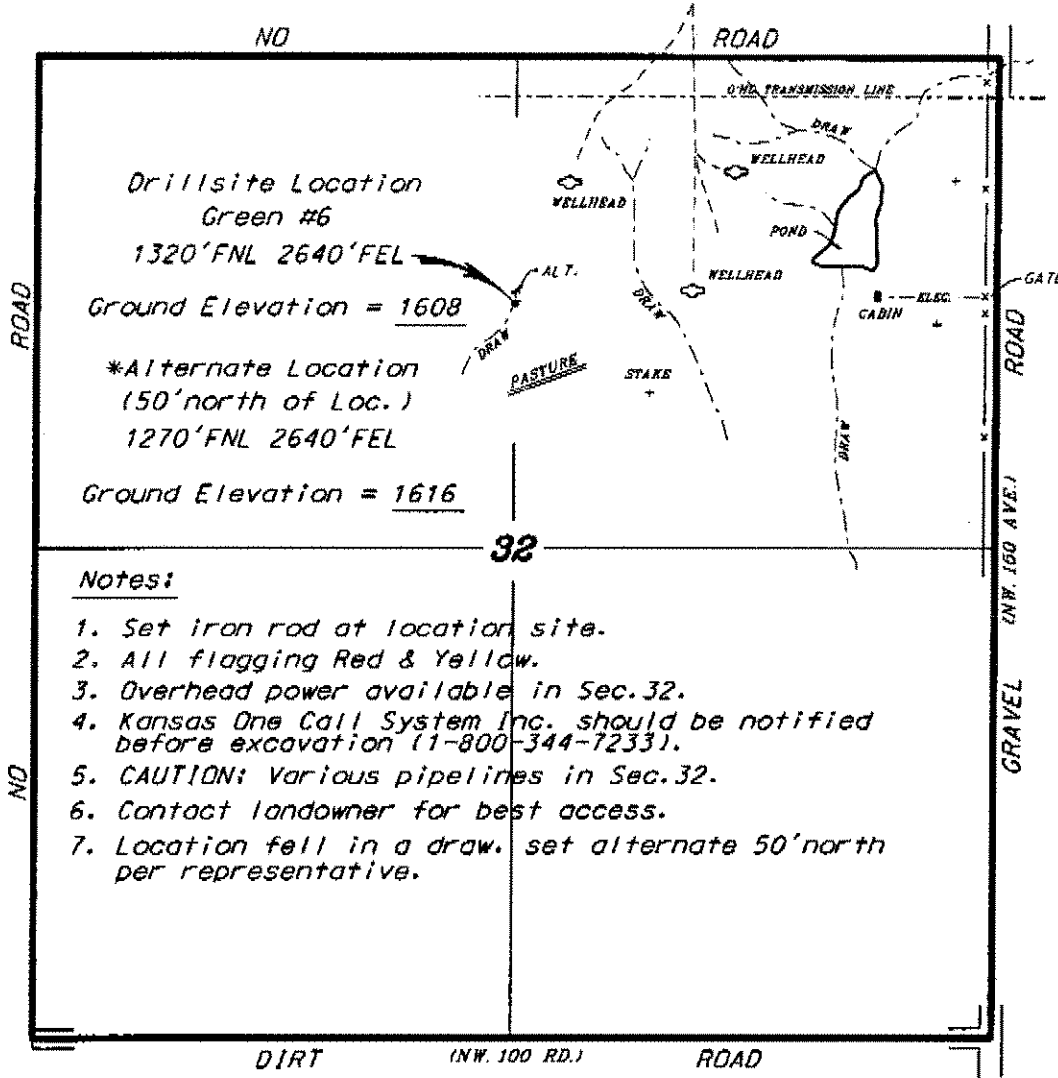 NO ROAD
O'HD TRANSMISSION LINE
DRAW
WELLHEAD
WELLHEAD
Drillsite Location
Green #6
1320'FNL 2640'FEL
POND
ALT.
WELLHEAD
GATE
Ground Elevation = 1608
ELEC.
CABIN
DRAW
DRAW
ROAD
ROAD
*Alternate Location
(50'north of Loc.)
1270'FNL 2640'FEL
PASTURE
STAKE
DRAW
Ground Elevation = 1616
32
(NW. 160 AVE.)
Notes:
1. Set iron rod at location site.
2. All flagging Red & Yellow.
3. Overhead power available in Sec.32.
4. Kansas One Call System Inc. should be notified
before excavation (1-800-344-7233).
5. CAUTION: Various pipelines in Sec.32.
6. Contact landowner for best access.
7. Location fell in a draw. set alternate 50'north
per representative.
NO
GRAVEL
DIRT (NW. 100 RD.) ROAD